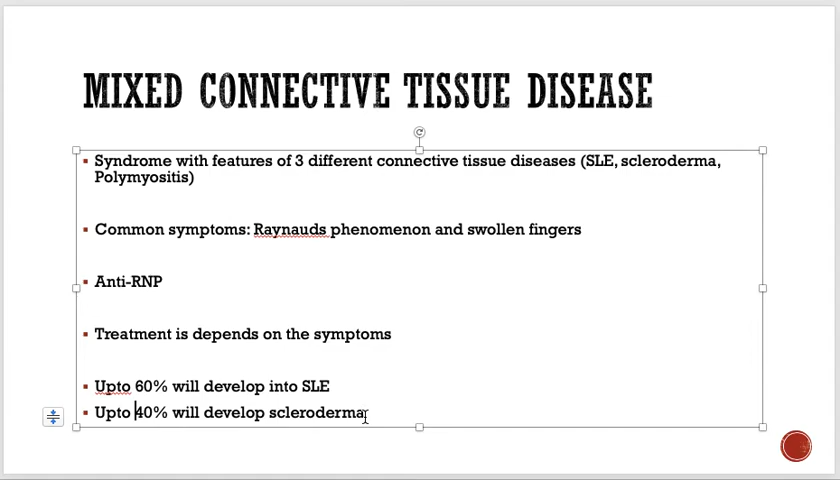 MIXED CONNECTIVE TISSUE DISEASE
Syndrome with features of 3 different connective tissue diseases (SLE, scleroderma,
Polymyositis)
Common symptoms: Raynauds phenomenon and swollen fingers
Anti-RNP
Treatment is depends on the symptoms
Upto 60% will develop into SLE
Upto 40% will develop scleroderma